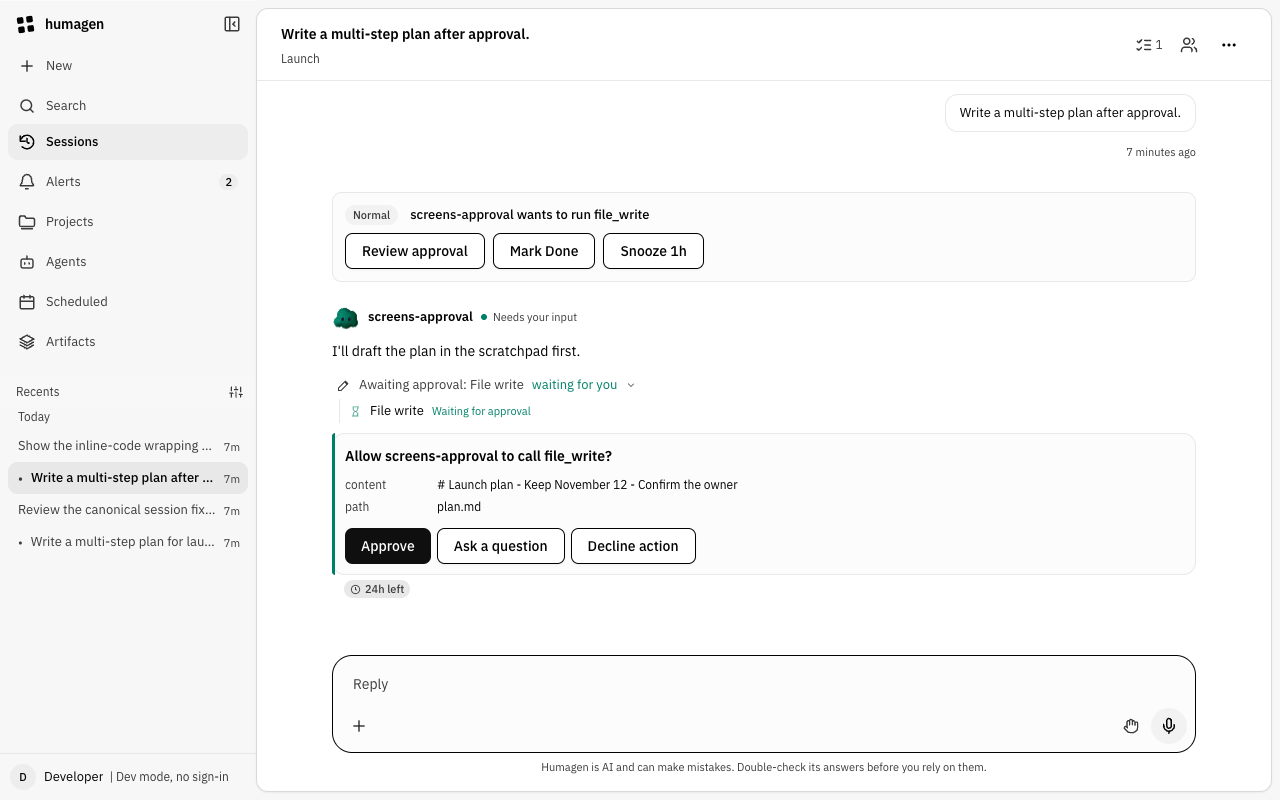 humagen
New
Search
Sessions
Alerts 2
Projects
Agents
Scheduled
Artifacts
Recents
Today
Show the inline-code wrapping ... 7m
• Write a multi-step plan after ... 7m
Review the canonical session fix... 7m
• Write a multi-step plan for lau... 7m
D Developer | Dev mode, no sign-in
Write a multi-step plan after approval.
Launch
1
Write a multi-step plan after approval.
7 minutes ago
Normal screens-approval wants to run file_write
Review approval Mark Done Snooze 1h
screens-approval Needs your input
I'll draft the plan in the scratchpad first.
Awaiting approval: File write waiting for you
File write Waiting for approval
Allow screens-approval to call file_write?
content # Launch plan - Keep November 12 - Confirm the owner
path plan.md
Approve Ask a question Decline action
24h left
Reply
Humagen is AI and can make mistakes. Double-check its answers before you rely on them.